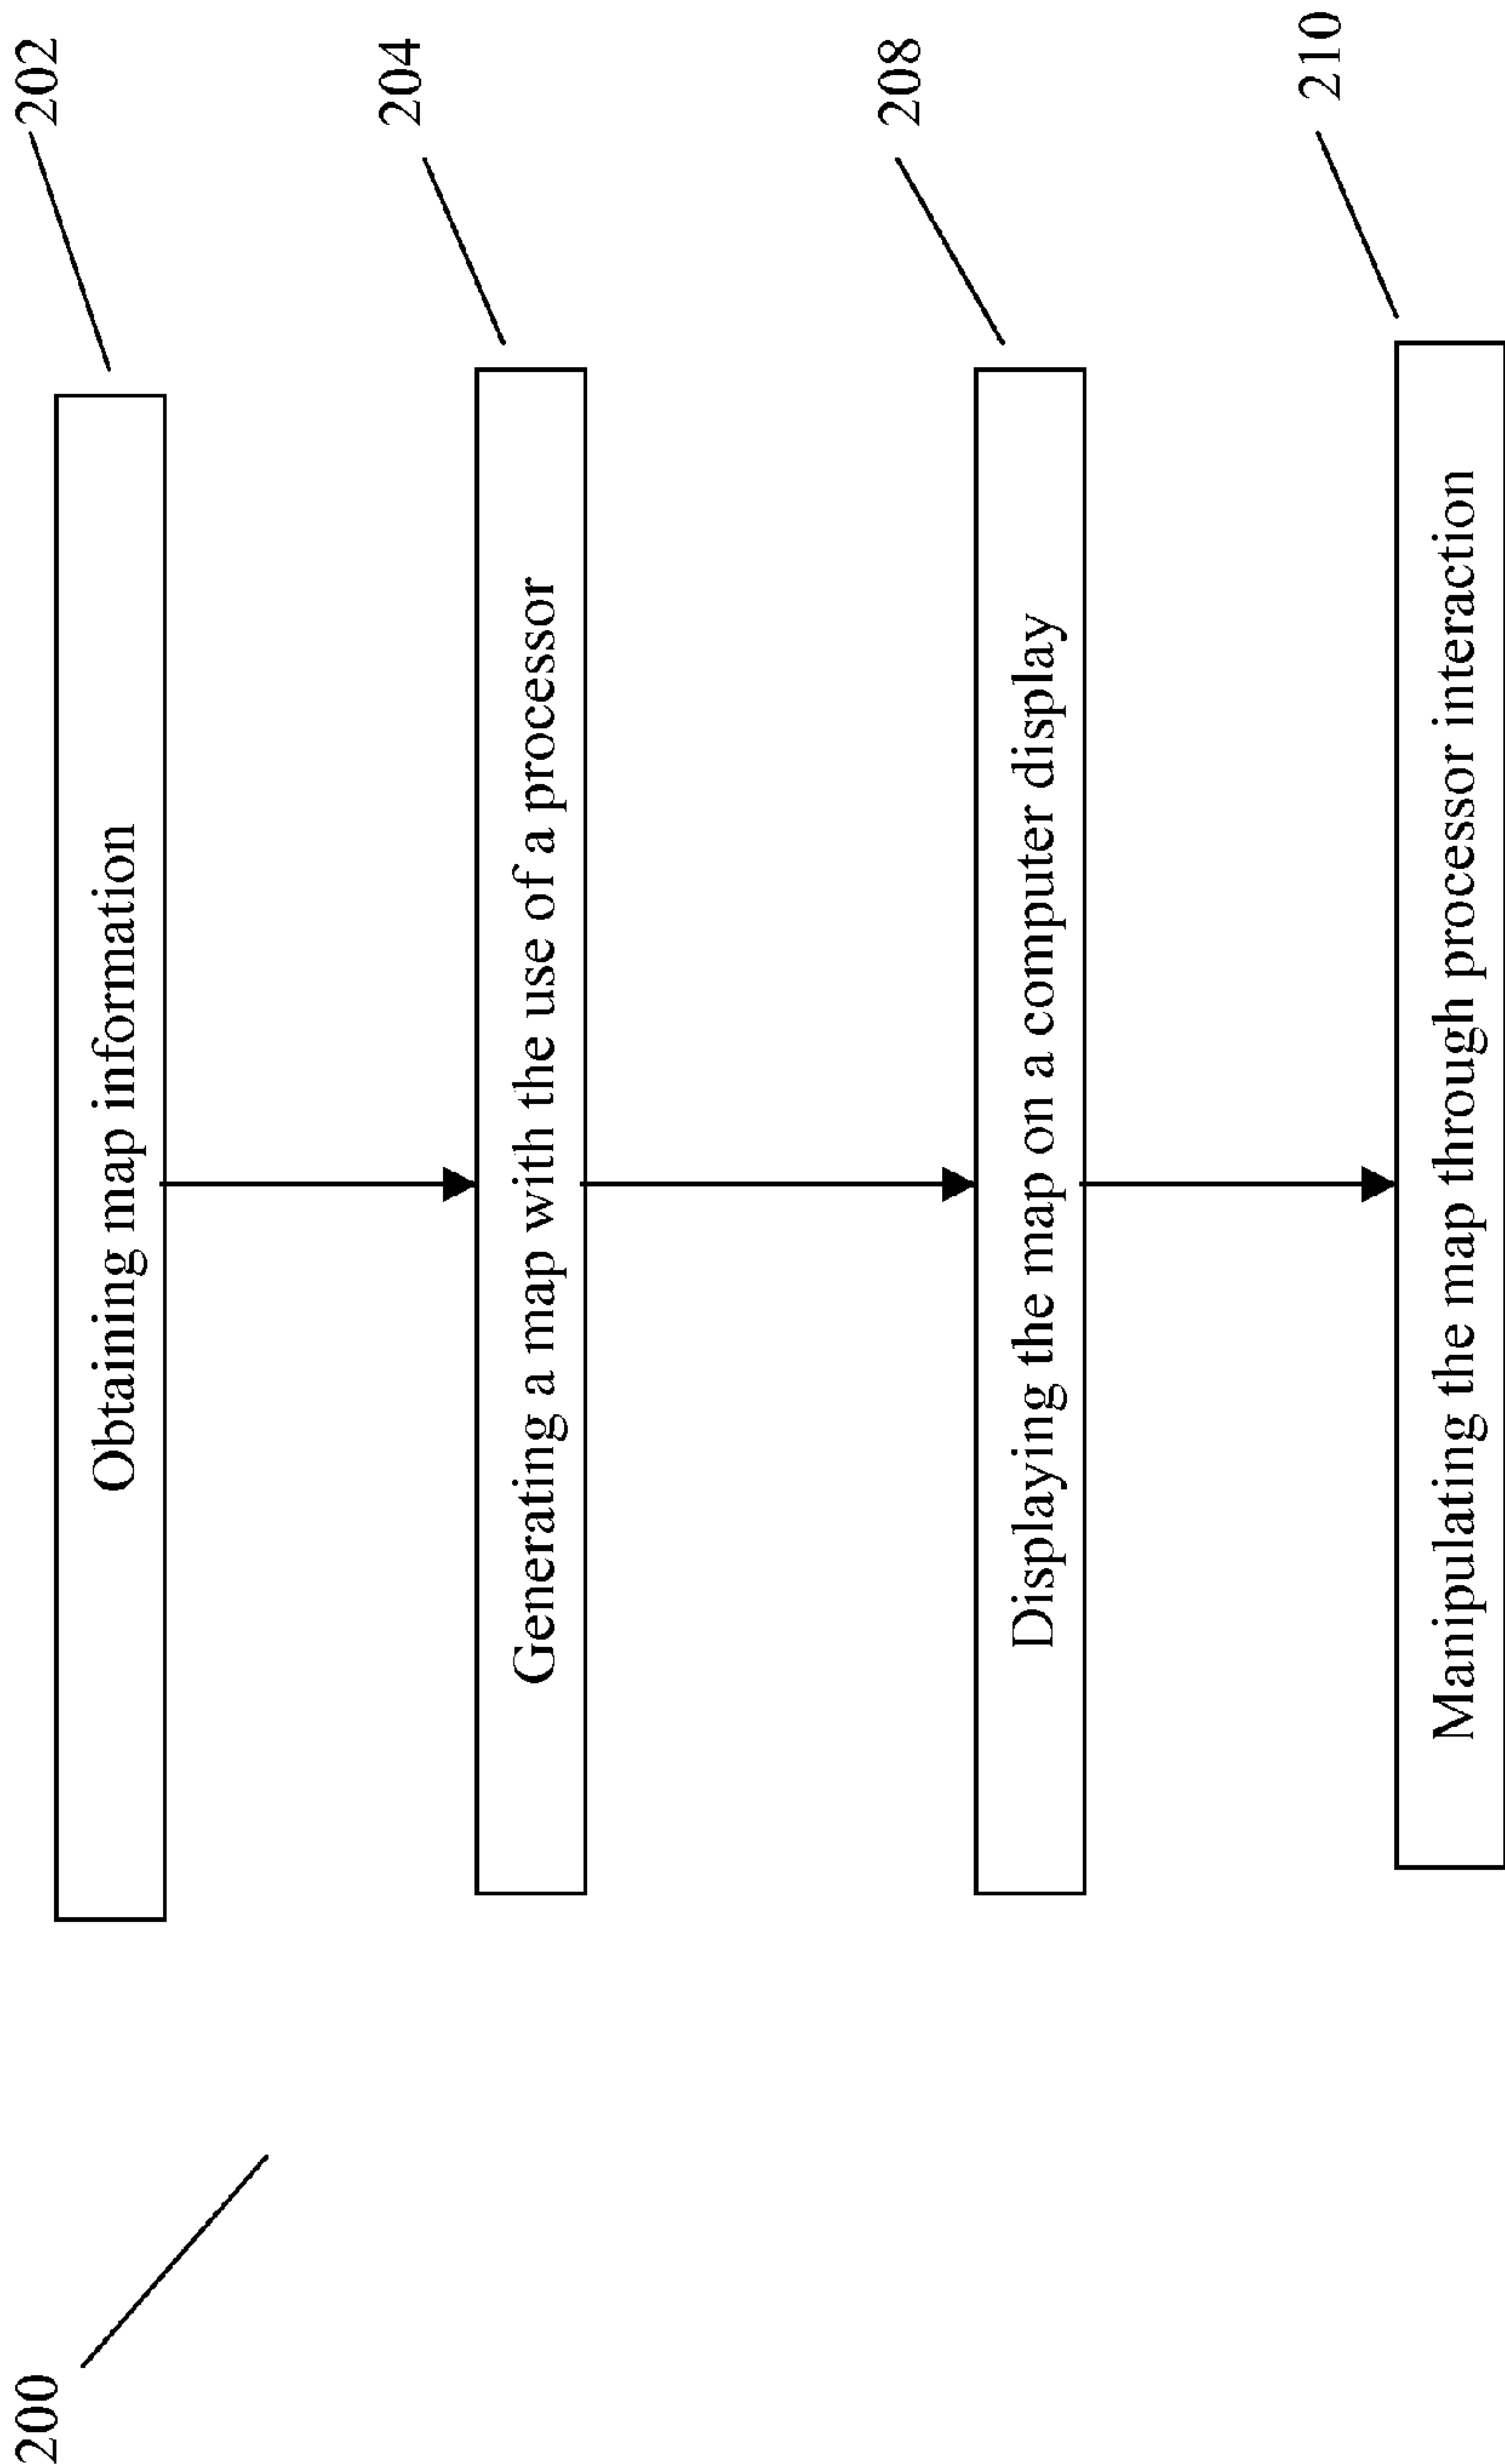 200
202
Obtaining map information
204
Generating a map with the use of a processor
208
Displaying the map on a computer display
210
Manipulating the map through processor interaction